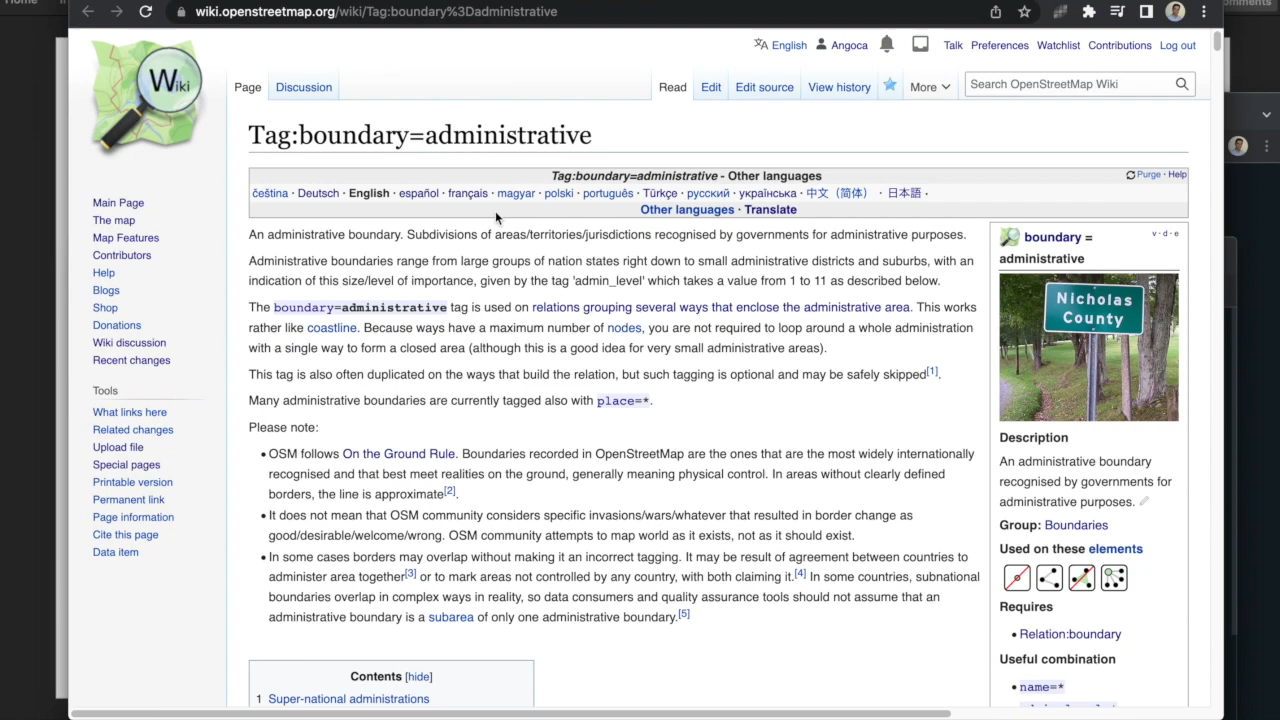 Home
omments
wiki.openstreetmap.org/wiki/Tag:boundary%3Dadministrative
Wiki
English Angoca Talk Preferences Watchlist Contributions Log out
Page Discussion Read Edit Edit source View history More Search OpenStreetMap Wiki
Tag:boundary=administrative
Tag:boundary=administrative - Other languages Purge · Help
čeština · Deutsch · English · español · français · magyar · polski · português · Türkçe · русский · українська · 中文（简体） · 日本語 ·
Other languages · Translate
Main Page
The map
Map Features
Contributors
Help
Blogs
Shop
Donations
Wiki discussion
Recent changes
Tools
What links here
Related changes
Upload file
Special pages
Printable version
Permanent link
Page information
Cite this page
Data item
An administrative boundary. Subdivisions of areas/territories/jurisdictions recognised by governments for administrative purposes.
Administrative boundaries range from large groups of nation states right down to small administrative districts and suburbs, with an
indication of this size/level of importance, given by the tag 'admin_level' which takes a value from 1 to 11 as described below.
The boundary=administrative tag is used on relations grouping several ways that enclose the administrative area. This works
rather like coastline. Because ways have a maximum number of nodes, you are not required to loop around a whole administration
with a single way to form a closed area (although this is a good idea for very small administrative areas).
This tag is also often duplicated on the ways that build the relation, but such tagging is optional and may be safely skipped[1].
Many administrative boundaries are currently tagged also with place=*.
Please note:
• OSM follows On the Ground Rule. Boundaries recorded in OpenStreetMap are the ones that are the most widely internationally
recognised and that best meet realities on the ground, generally meaning physical control. In areas without clearly defined
borders, the line is approximate[2].
• It does not mean that OSM community considers specific invasions/wars/whatever that resulted in border change as
good/desirable/welcome/wrong. OSM community attempts to map world as it exists, not as it should exist.
• In some cases borders may overlap without making it an incorrect tagging. It may be result of agreement between countries to
administer area together[3] or to mark areas not controlled by any country, with both claiming it.[4] In some countries, subnational
boundaries overlap in complex ways in reality, so data consumers and quality assurance tools should not assume that an
administrative boundary is a subarea of only one administrative boundary.[5]
Contents [hide]
1 Super-national administrations
boundary = v · d · e
administrative
Nicholas
County
Description
An administrative boundary
recognised by governments for
administrative purposes.
Group: Boundaries
Used on these elements
Requires
• Relation:boundary
Useful combination
• name=*